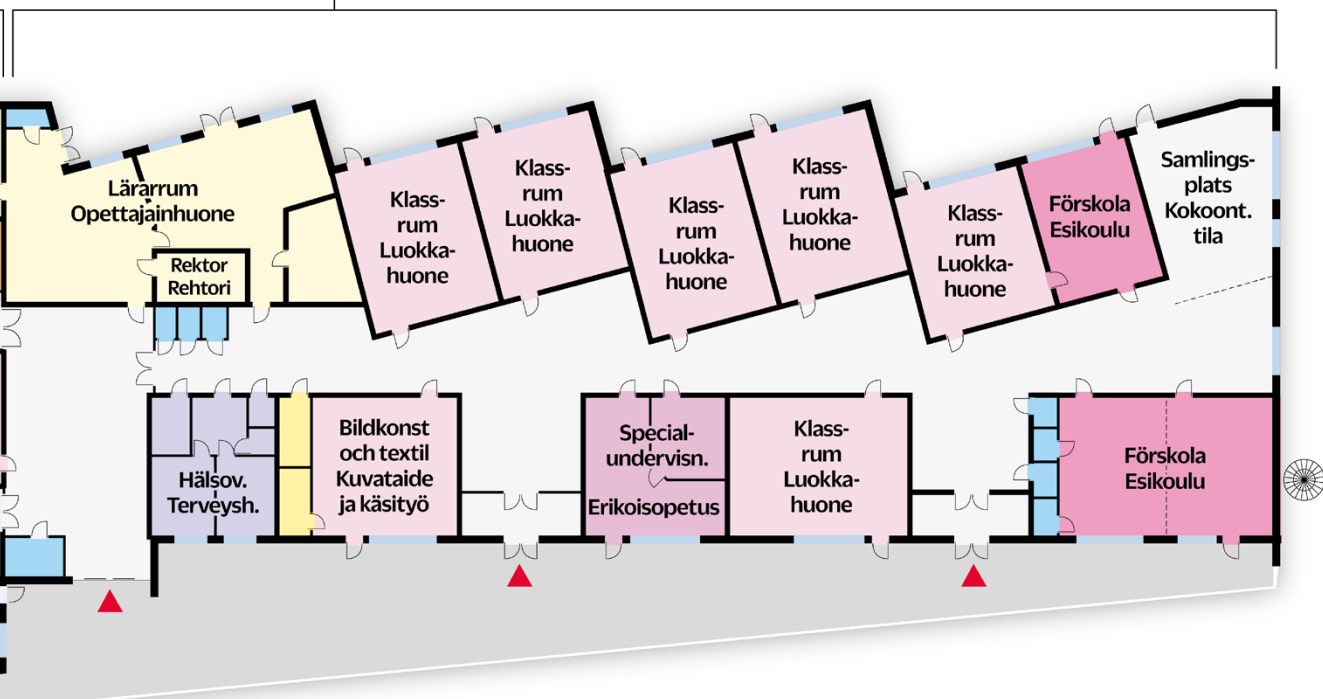 Lärarrum
Opettajainhuone
Rektor
Rehtori
Klass-
rum
Luokka-
huone
Klass-
rum
Luokka-
huone
Klass-
rum
Luokka-
huone
Klass-
rum
Luokka-
huone
Klass-
rum
Luokka-
huone
Förskola
Esikoulu
Samlings-
plats
Kokoont.
tila
Hälsov.
Terveysh.
Bildkonst
och textil
Kuvataide
ja käsityö
Special-
undervisn.
Erikoisopetus
Klass-
rum
Luokka-
huone
Förskola
Esikoulu